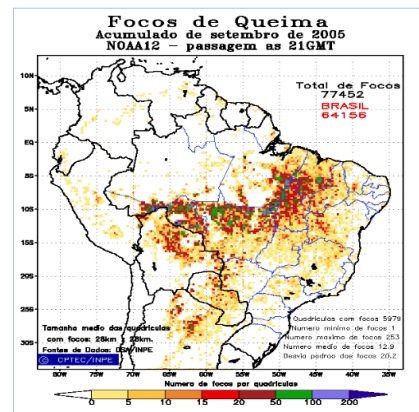 Focos de Queima
Acumulado de setembro de 2005
NOAA12 – passagem as 21GMT
Total de Focos
77452
BRASIL
64156
10N
5N
EQ
5S
10S
15S
20S
25S
30S
Quadriculas com focos 5979
Numero minimo de focos 1
Numero maximo de focos 253
Numero medio de focos 12.9
Desvio padrao dos focos 20.2
Tamanho medio das quadriculas
com focos: 28km x 28km.
Fontes de Dados: DSA/INPE
© CPTEC/INPE
80W 75W 70W 65W 60W 55W 50W 45W 40W 35W
Numero de focos por quadriculas
0 5 10 15 20 50 100 200